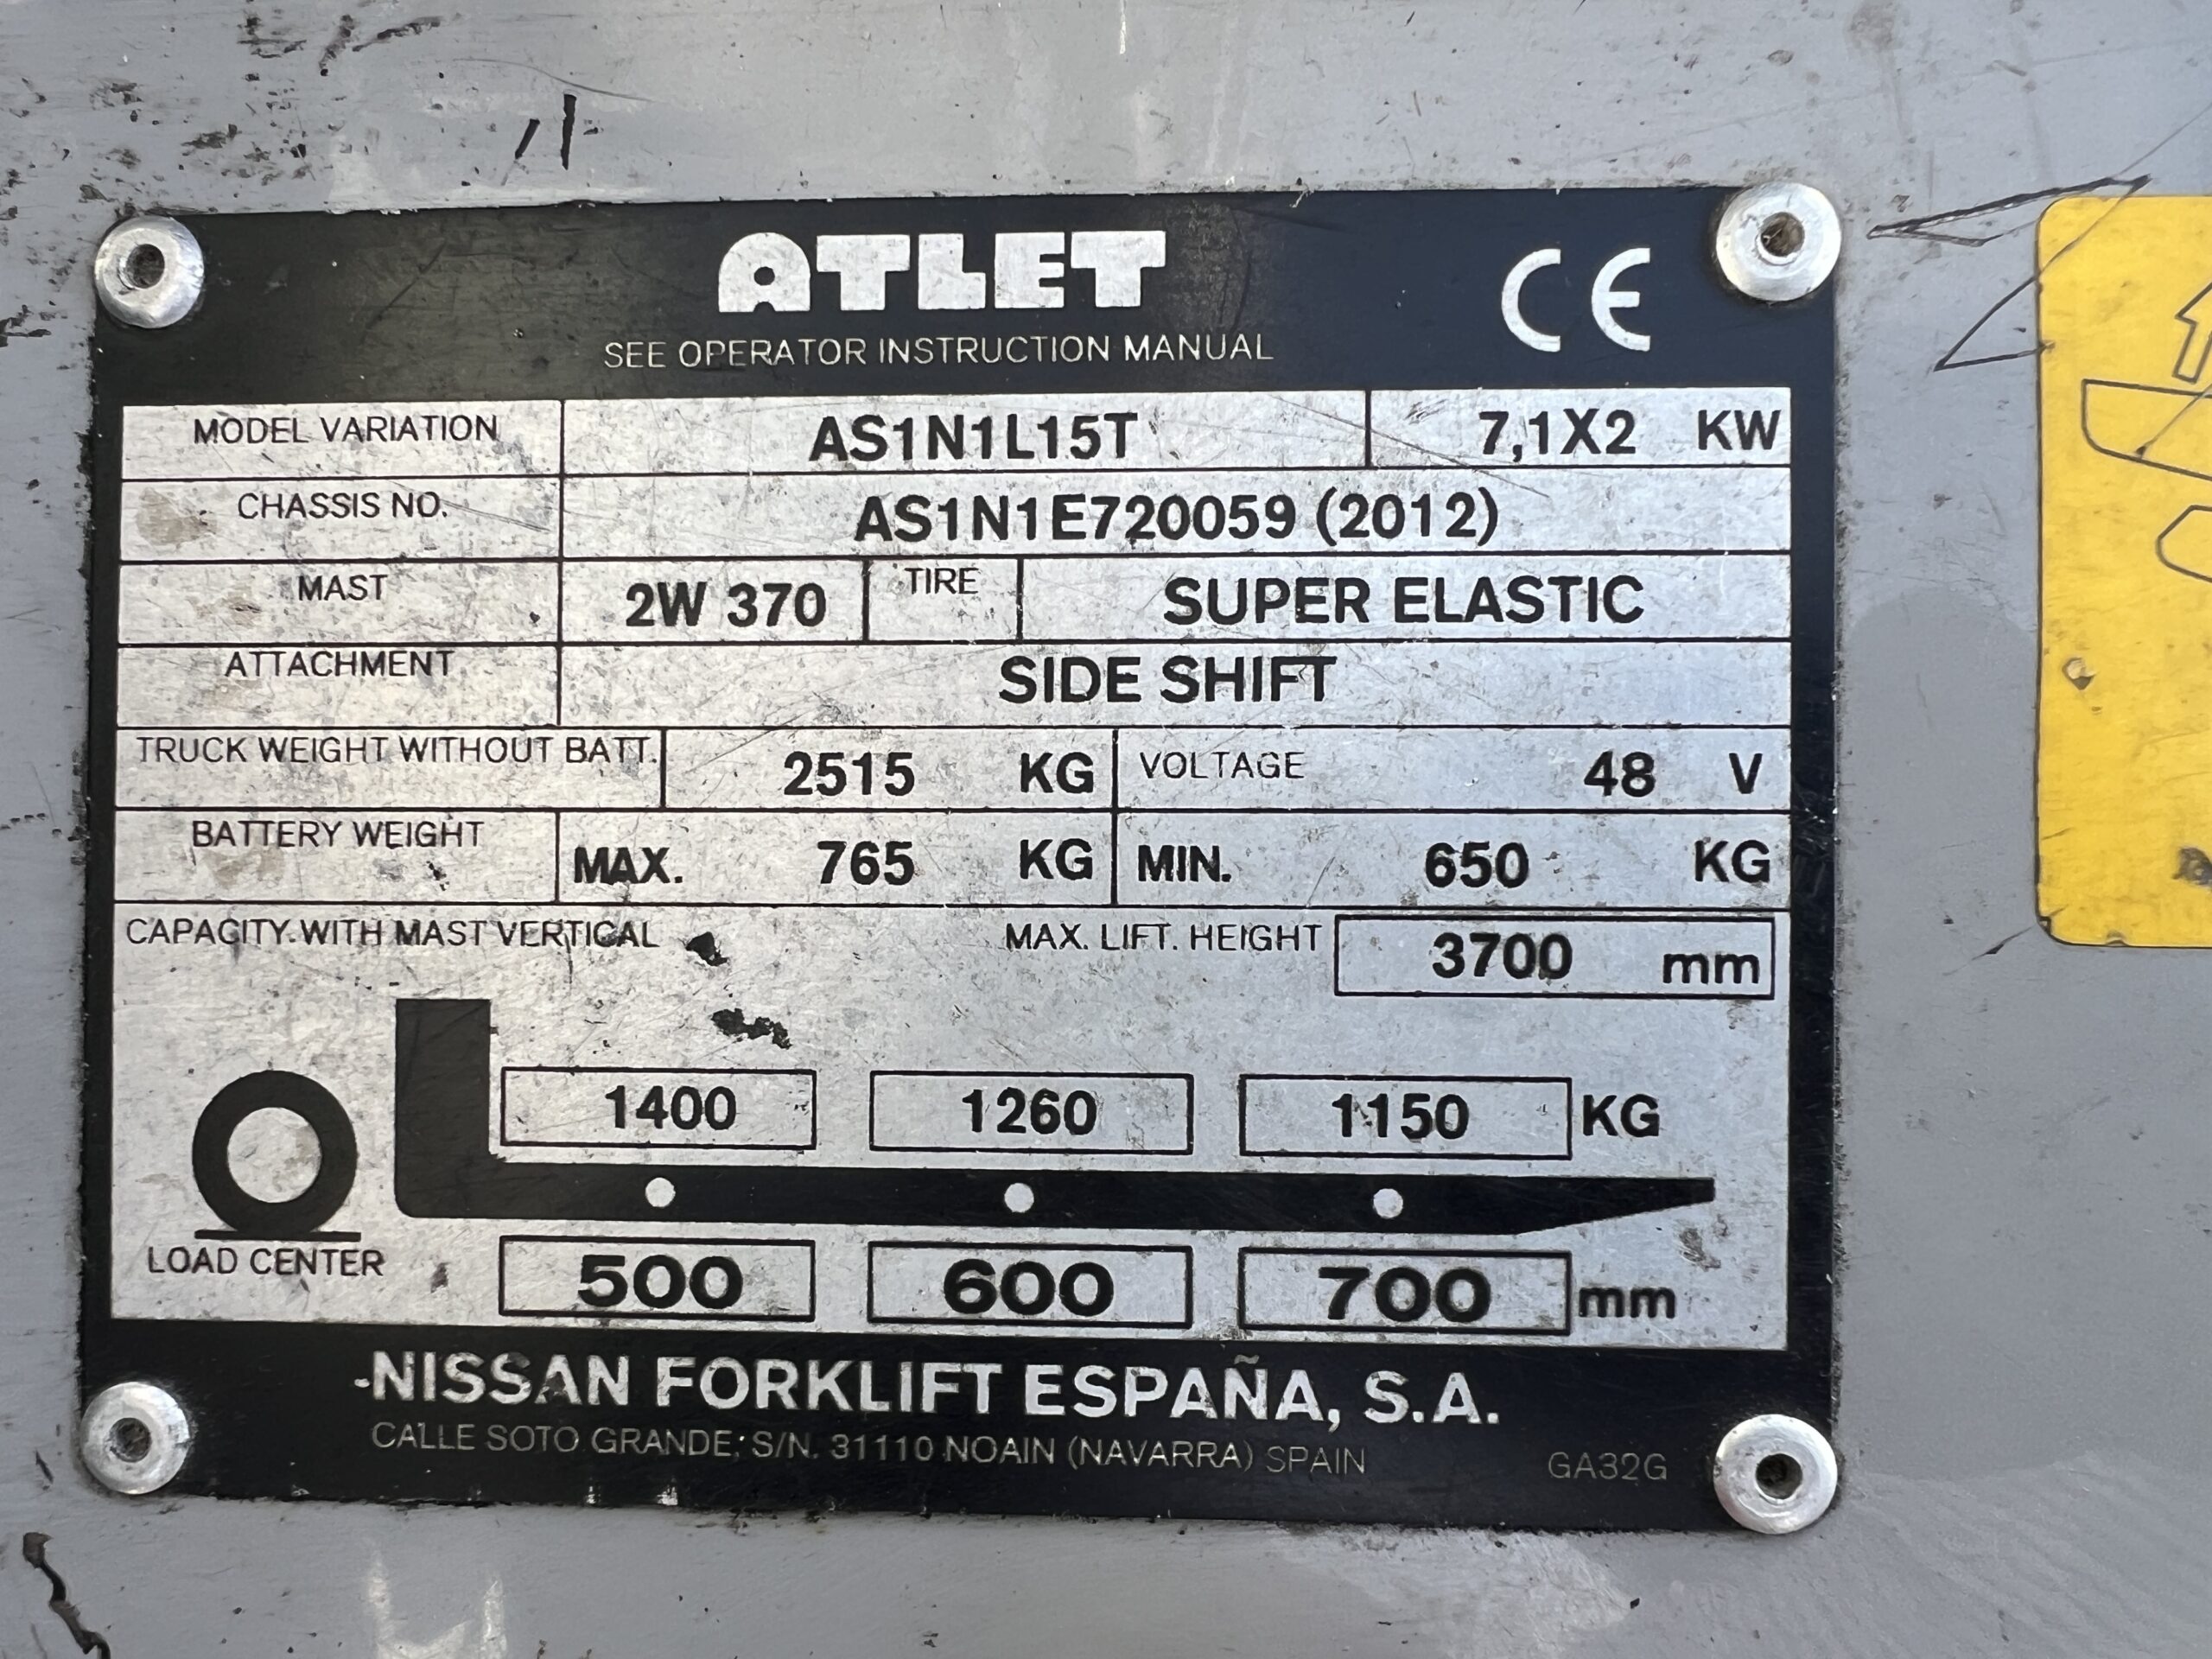 ATLET
CE
SEE OPERATOR INSTRUCTION MANUAL
MODEL VARIATION AS1N1L15T 7,1X2 KW
CHASSIS NO. AS1N1E720059 (2012)
MAST 2W 370 TIRE SUPER ELASTIC
ATTACHMENT SIDE SHIFT
TRUCK WEIGHT WITHOUT BATT. 2515 KG VOLTAGE 48 V
BATTERY WEIGHT MAX. 765 KG MIN. 650 KG
CAPACITY WITH MAST VERTICAL MAX. LIFT. HEIGHT 3700 mm
1400 1260 1150 KG
LOAD CENTER 500 600 700 mm
NISSAN FORKLIFT ESPAÑA, S.A.
CALLE SOTO GRANDE, S/N. 31110 NOAIN (NAVARRA) SPAIN GA32G